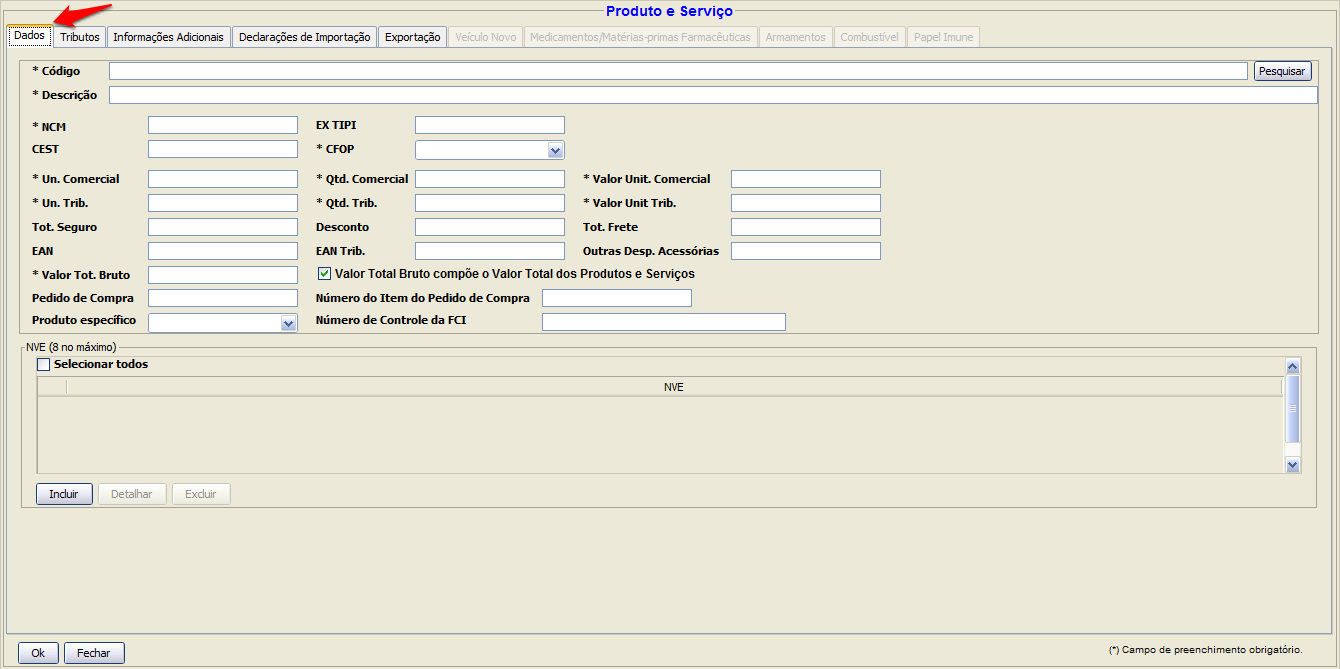 Produto e Serviço
Dados Tributos Informações Adicionais Declarações de Importação Exportação Veículo Novo Medicamentos/Matérias-primas Farmacêuticas Armamentos Combustível Papel Imune
* Código Pesquisar
* Descrição
* NCM EX TIPI
CEST * CFOP
* Un. Comercial * Qtd. Comercial * Valor Unit. Comercial
* Un. Trib. * Qtd. Trib. * Valor Unit Trib.
Tot. Seguro Desconto Tot. Frete
EAN EAN Trib. Outras Desp. Acessórias
* Valor Tot. Bruto Valor Total Bruto compõe o Valor Total dos Produtos e Serviços
Pedido de Compra Número do Item do Pedido de Compra
Produto específico Número de Controle da FCI
NVE (8 no máximo)
Selecionar todos
NVE
Incluir Detalhar Excluir
Ok Fechar (*) Campo de preenchimento obrigatório.